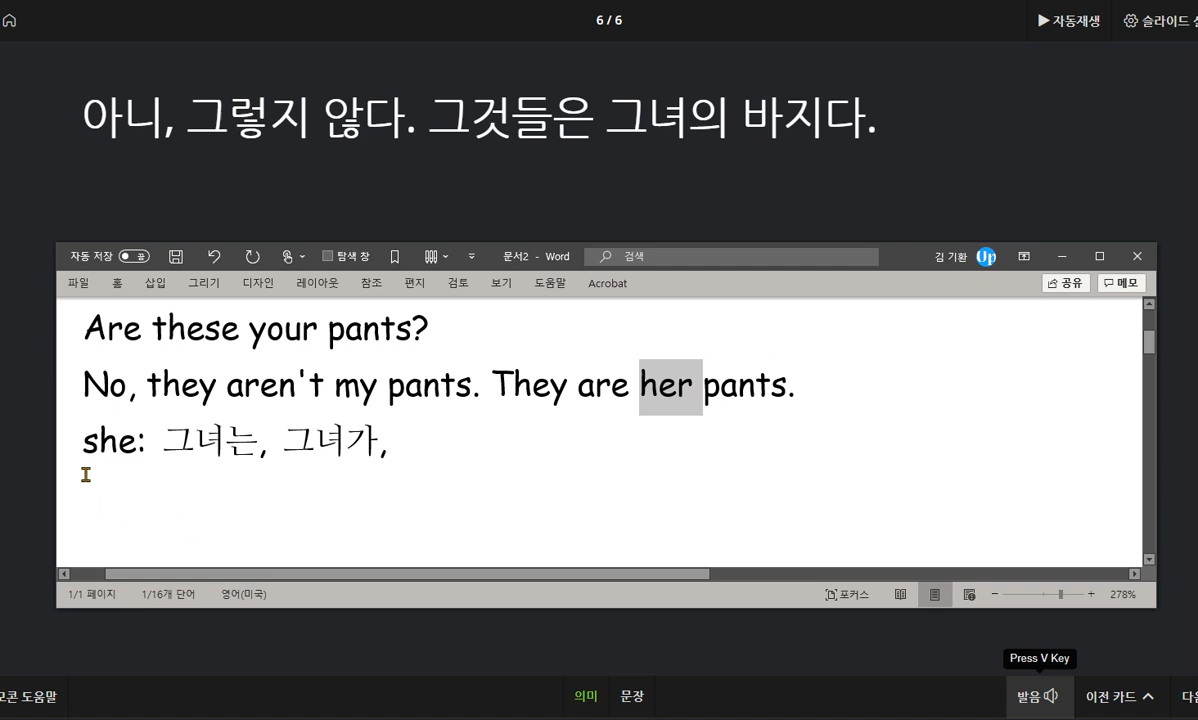 6 / 6
자동재생
슬라이드
아니, 그렇지 않다. 그것들은 그녀의 바지다.
자동 저장 끔
탐색 창
문서2 - Word
검색
김 기환
Up
파일 홈 삽입 그리기 디자인 레이아웃 참조 편지 검토 보기 도움말 Acrobat
공유 메모
Are these your pants?
No, they aren't my pants. They are her pants.
she: 그녀는, 그녀가,
1/1 페이지 1/16개 단어 영어(미국)
포커스
278%
Press V Key
도움말
의미 문장
발음
이전 카드